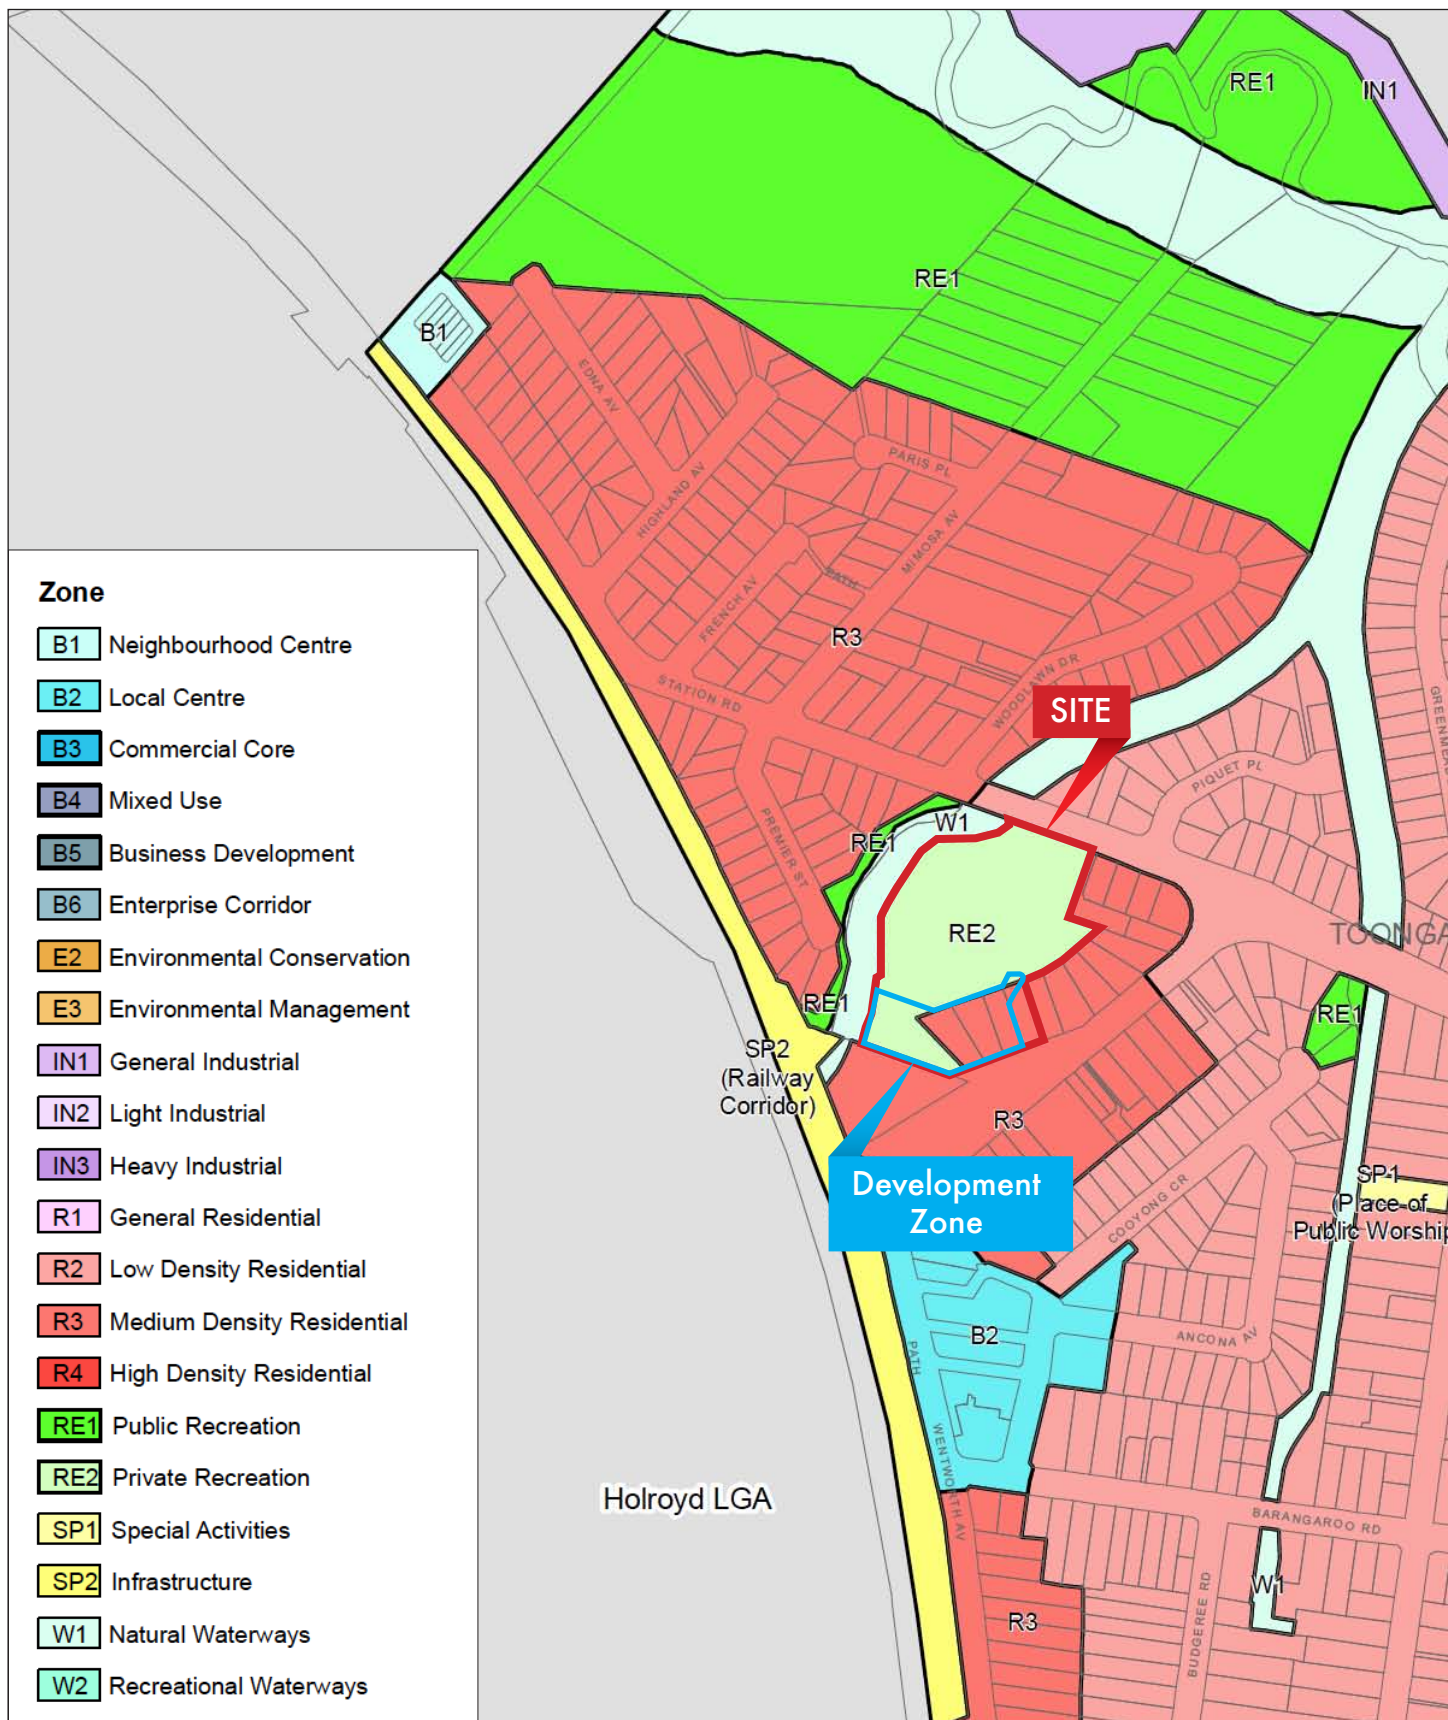 RE1
IN1
RE1
B1
EDNA AV
HIGHLAND AV
PARIS PL
MIMOSA AV
PATH
FRENCH AV
R3
STATION RD
WOODLAWN DR
SITE
PIQUET PL
PREMIER ST
W1
RE1
RE2
TOONGA
RE1
RE1
SP2
(Railway
Corridor)
R3
Development
Zone
COOYONG CR
SP1
(Place of
Public Worship
B2
ANCONA AV
PATH
WENTWORTH AV
Holroyd LGA
BARANGAROO RD
BUDGEREE RD
W1
R3
Zone
B1 Neighbourhood Centre
B2 Local Centre
B3 Commercial Core
B4 Mixed Use
B5 Business Development
B6 Enterprise Corridor
E2 Environmental Conservation
E3 Environmental Management
IN1 General Industrial
IN2 Light Industrial
IN3 Heavy Industrial
R1 General Residential
R2 Low Density Residential
R3 Medium Density Residential
R4 High Density Residential
RE1 Public Recreation
RE2 Private Recreation
SP1 Special Activities
SP2 Infrastructure
W1 Natural Waterways
W2 Recreational Waterways